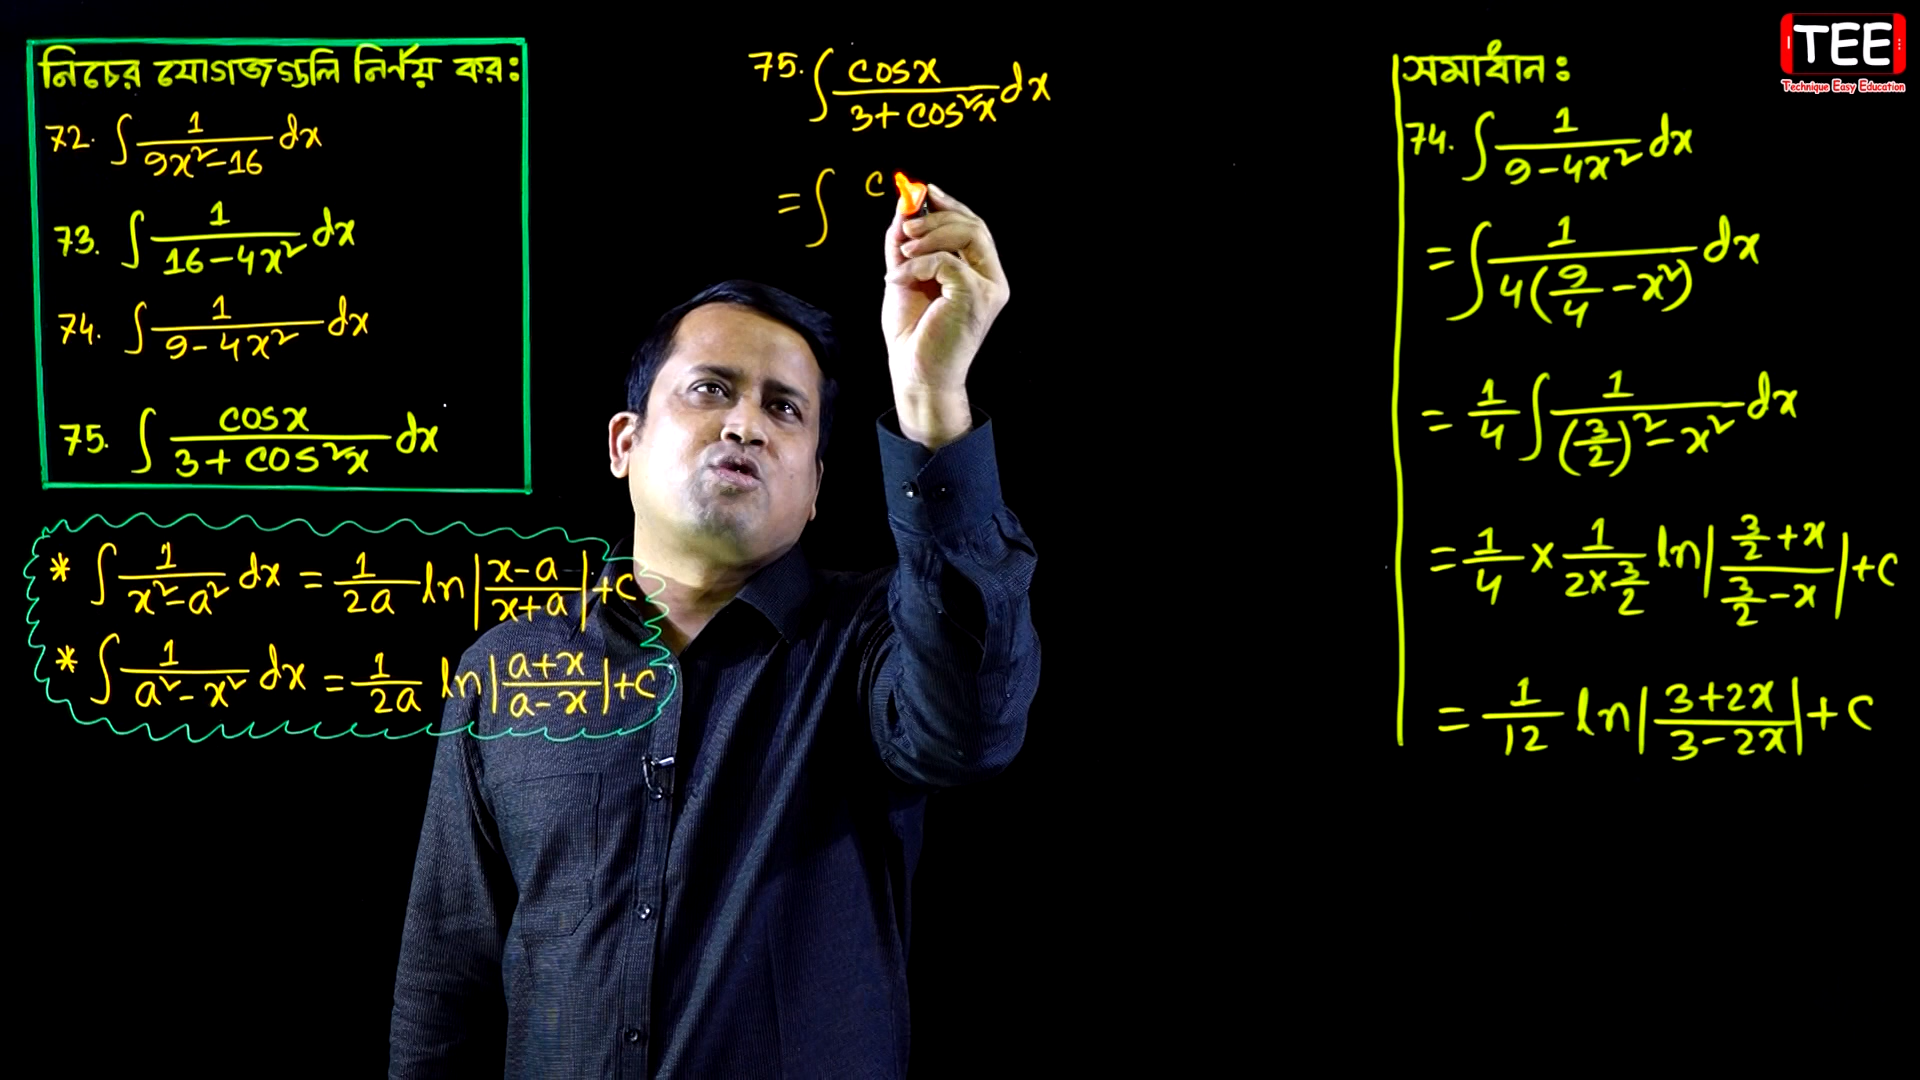 নিচের যোগজগুলি নির্ণয় কর:
72. ∫ 1/(9x²-16) dx
73. ∫ 1/(16-4x²) dx
74. ∫ 1/(9-4x²) dx
75. ∫ cosx/(3+cos²x) dx
* ∫ 1/(x²-a²) dx = 1/2a ln|(x-a)/(x+a)|+c
* ∫ 1/(a²-x²) dx = 1/2a ln|(a+x)/(a-x)|+c
75. ∫ cosx/(3+cos²x) dx
= ∫ c
সমাধান:
74. ∫ 1/(9-4x²) dx
= ∫ 1/(4(9/4-x²)) dx
= 1/4 ∫ 1/((3/2)²-x²) dx
= 1/4 × 1/(2×3/2) ln|(3/2+x)/(3/2-x)|+c
= 1/12 ln|(3+2x)/(3-2x)|+c
TEE
Technique Easy Education